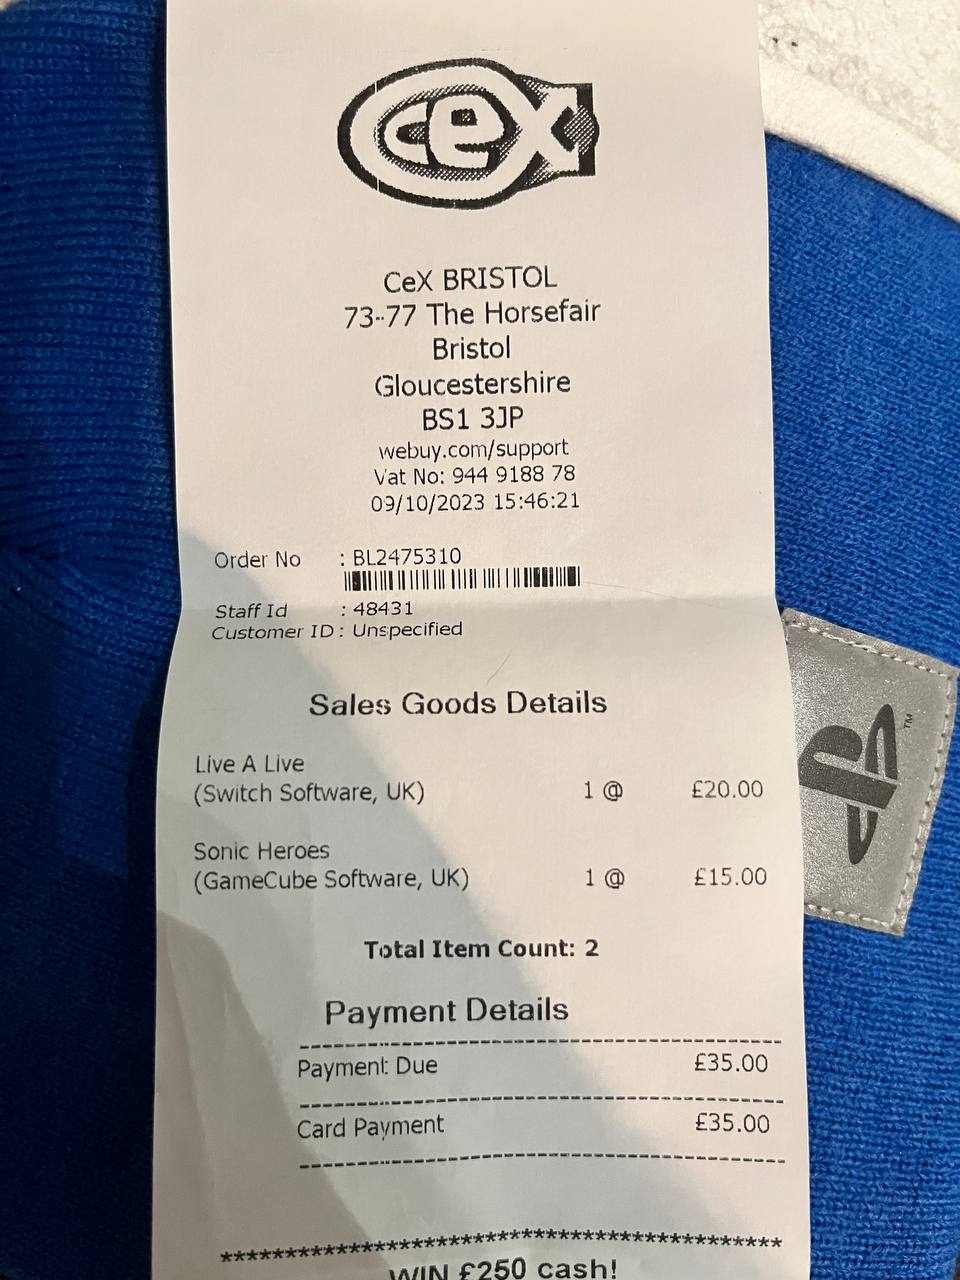 CeX
CeX BRISTOL
73-77 The Horsefair
Bristol
Gloucestershire
BS1 3JP
webuy.com/support
Vat No: 944 9188 78
09/10/2023 15:46:21
Order No : BL2475310
Staff Id : 48431
Customer ID : Unspecified
Sales Goods Details
Live A Live
(Switch Software, UK) 1 @ £20.00
Sonic Heroes
(GameCube Software, UK) 1 @ £15.00
Total Item Count: 2
Payment Details
Payment Due £35.00
Card Payment £35.00
*******************************************
WIN £250 cash!
TM